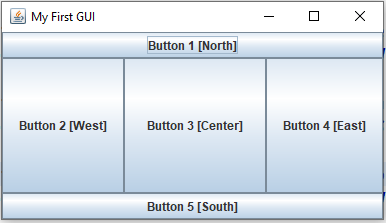 My First GUI
Button 1 [North]
Button 2 [West] Button 3 [Center] Button 4 [East]
Button 5 [South]